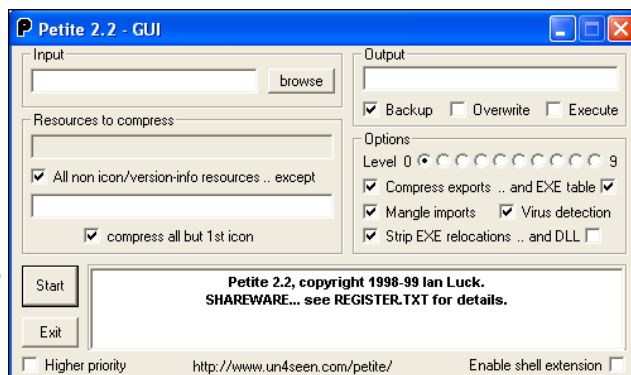 P Petite 2.2 - GUI
Input
browse
Resources to compress
All non icon/version-info resources .. except
compress all but 1st icon
Output
Backup Overwrite Execute
Options
Level 0 9
Compress exports .. and EXE table
Mangle imports Virus detection
Strip EXE relocations .. and DLL
Start
Exit
Petite 2.2, copyright 1998-99 Ian Luck.
SHAREWARE... see REGISTER.TXT for details.
Higher priority http://www.un4seen.com/petite/ Enable shell extension